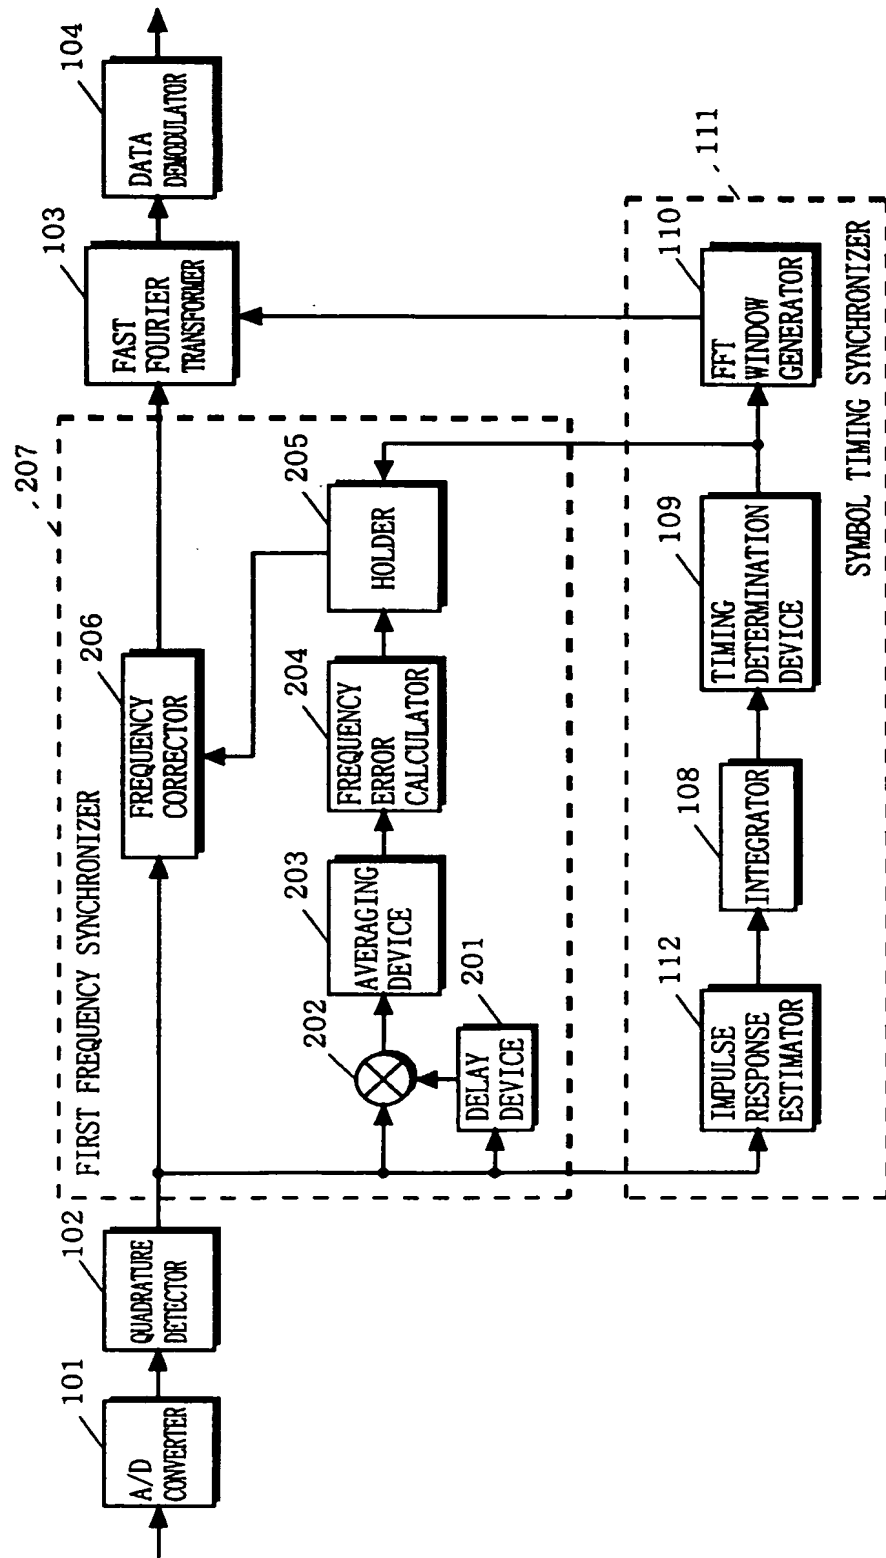 101
A/D
CONVERTER
102
QUADRATURE
DETECTOR
207
FIRST FREQUENCY SYNCHRONIZER
206
FREQUENCY
CORRECTOR
202
201
DELAY
DEVICE
203
AVERAGING
DEVICE
204
FREQUENCY
ERROR
CALCULATOR
205
HOLDER
103
FAST
FOURIER
TRANSFORMER
104
DATA
DEMODULATOR
112
IMPULSE
RESPONSE
ESTIMATOR
108
INTEGRATOR
109
TIMING
DETERMINATION
DEVICE
110
FFT
WINDOW
GENERATOR
111
SYMBOL TIMING SYNCHRONIZER